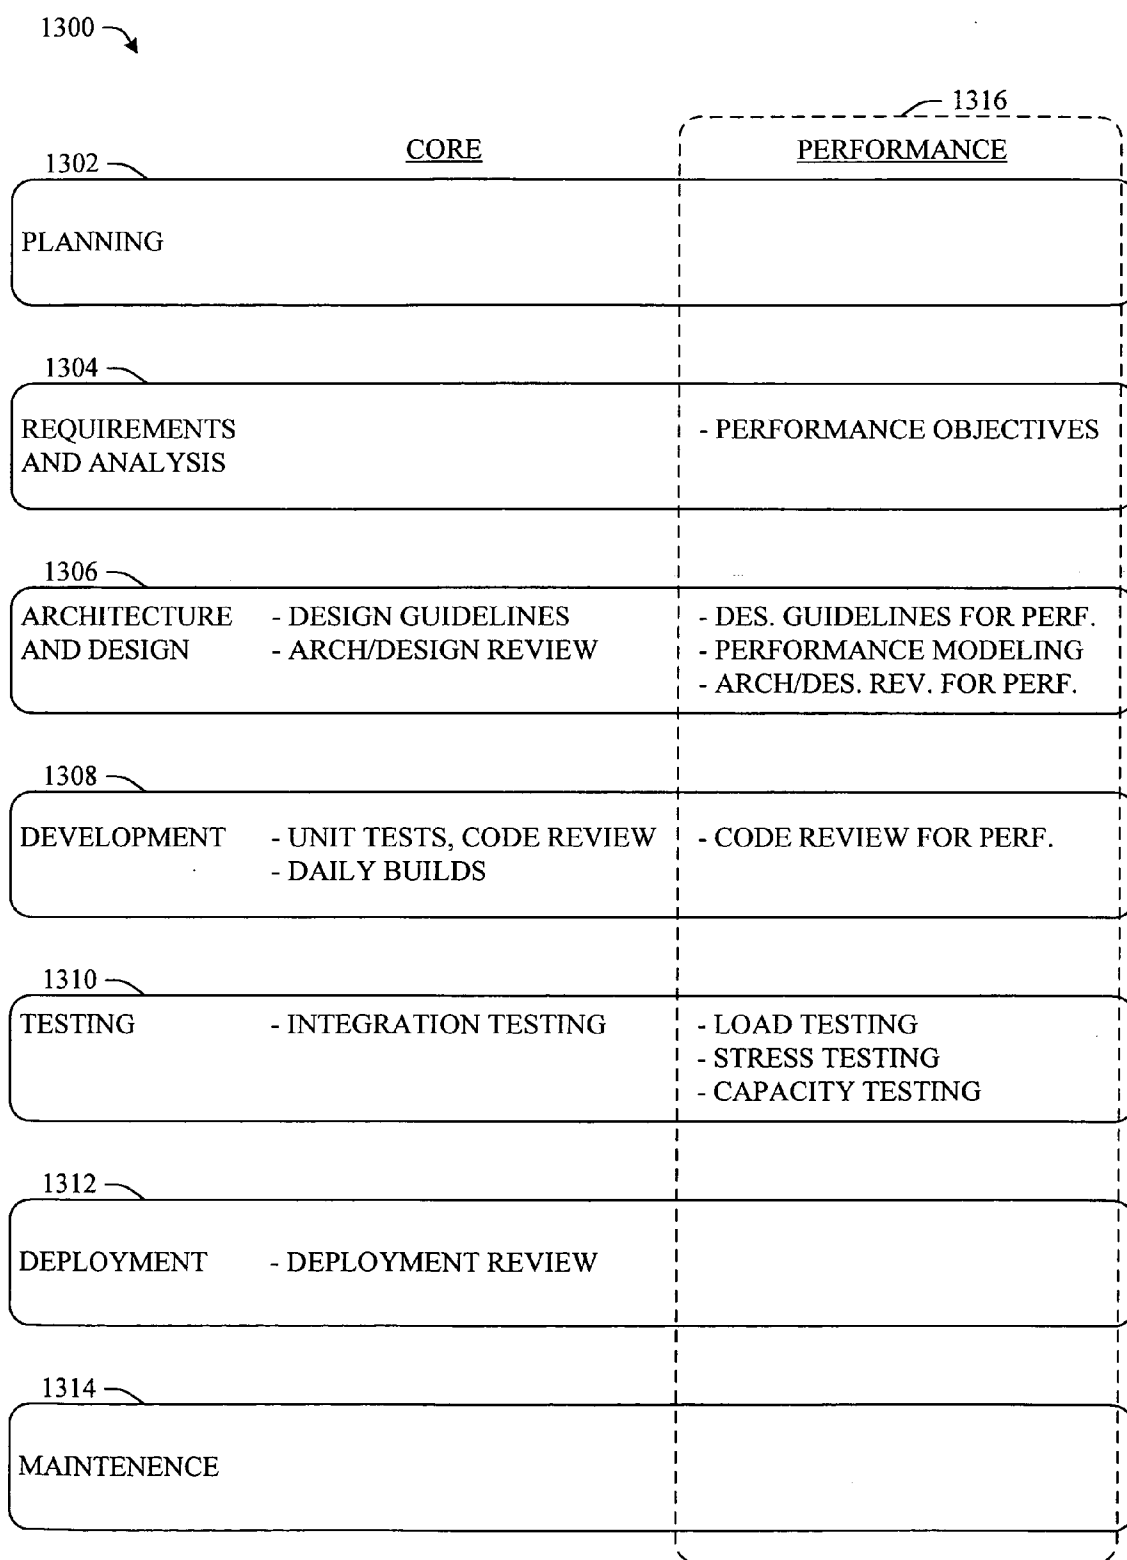 1300
1316
CORE
PERFORMANCE
1302
PLANNING
1304
REQUIREMENTS
AND ANALYSIS
- PERFORMANCE OBJECTIVES
1306
ARCHITECTURE
AND DESIGN
- DESIGN GUIDELINES
- ARCH/DESIGN REVIEW
- DES. GUIDELINES FOR PERF.
- PERFORMANCE MODELING
- ARCH/DES. REV. FOR PERF.
1308
DEVELOPMENT
- UNIT TESTS, CODE REVIEW
- DAILY BUILDS
- CODE REVIEW FOR PERF.
1310
TESTING
- INTEGRATION TESTING
- LOAD TESTING
- STRESS TESTING
- CAPACITY TESTING
1312
DEPLOYMENT
- DEPLOYMENT REVIEW
1314
MAINTENENCE